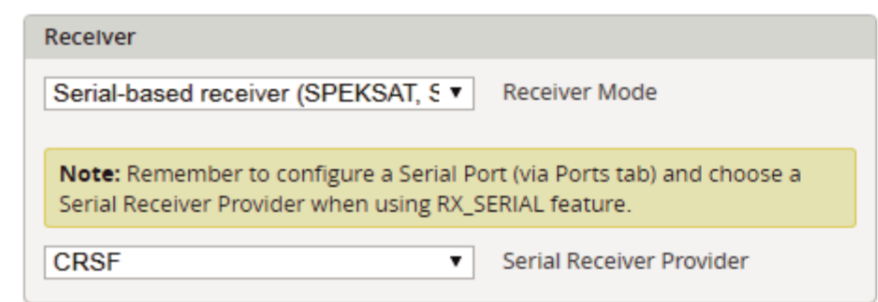 Receiver
Serial-based receiver (SPEKSAT, S
Receiver Mode
Note: Remember to configure a Serial Port (via Ports tab) and choose a
Serial Receiver Provider when using RX_SERIAL feature.
CRSF
Serial Receiver Provider